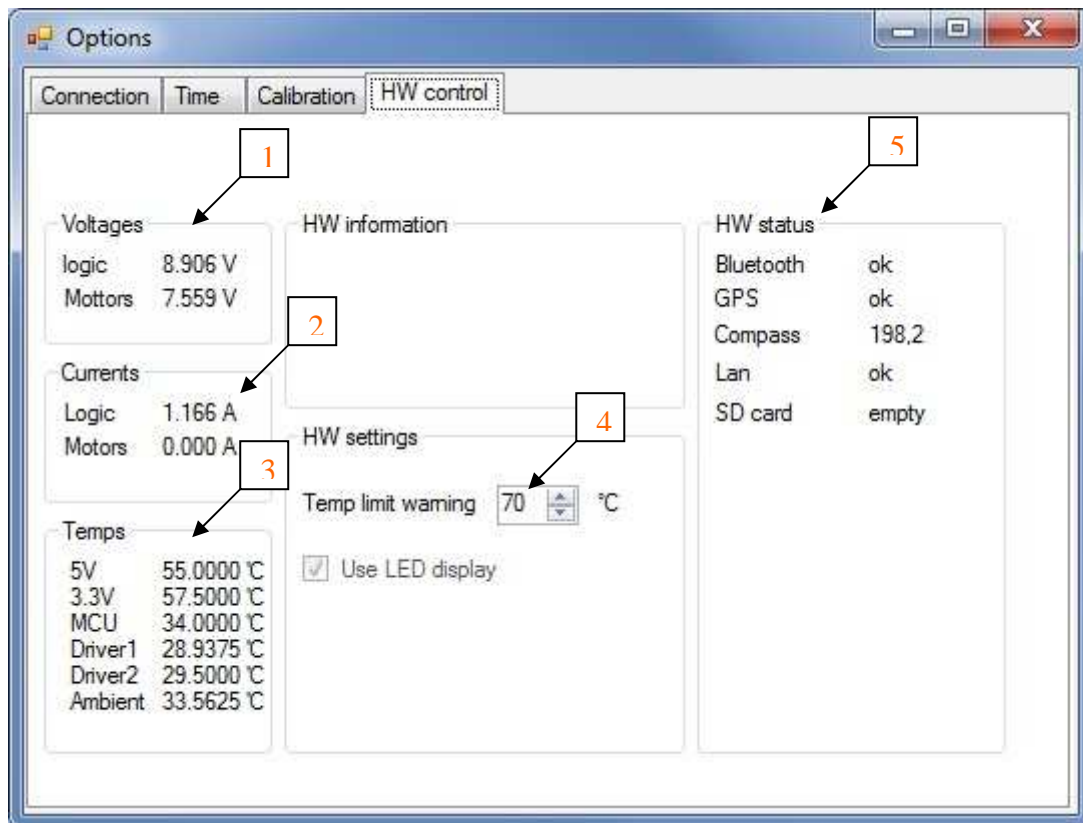 Options
Connection Time Calibration HW control
1
5
Voltages
logic 8.906 V
Mottors 7.559 V
HW information
2
Currents
Logic 1.166 A
Motors 0.000 A
3
Temps
5V 55.0000 °C
3.3V 57.5000 °C
MCU 34.0000 °C
Driver1 28.9375 °C
Driver2 29.5000 °C
Ambient 33.5625 °C
4
HW settings
Temp limit warning 70 °C
Use LED display
HW status
Bluetooth ok
GPS ok
Compass 198,2
Lan ok
SD card empty